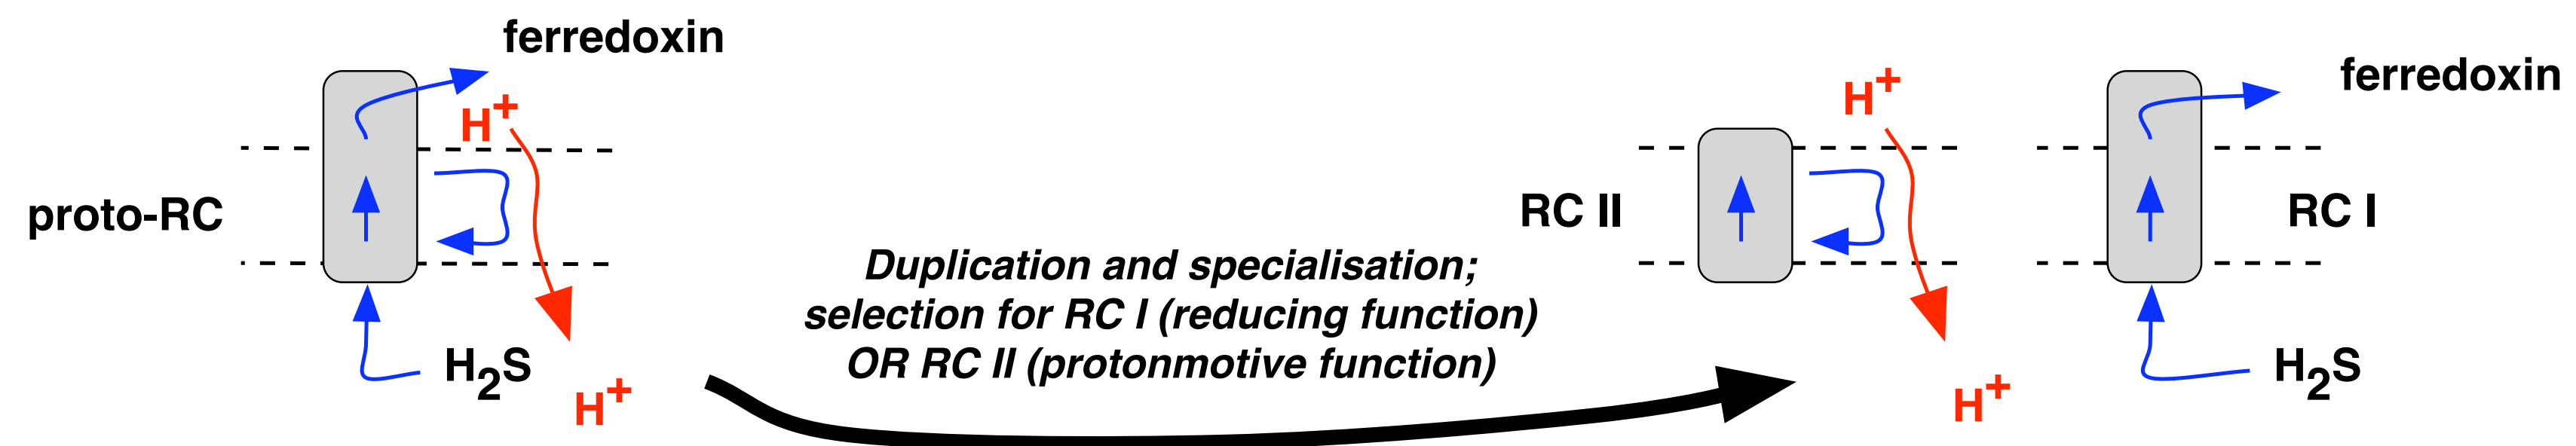 ferredoxin
H⁺
proto-RC
H₂S
H⁺
Duplication and specialisation;
selection for RC I (reducing function)
OR RC II (protonmotive function)
H⁺
RC II
H⁺
ferredoxin
RC I
H₂S